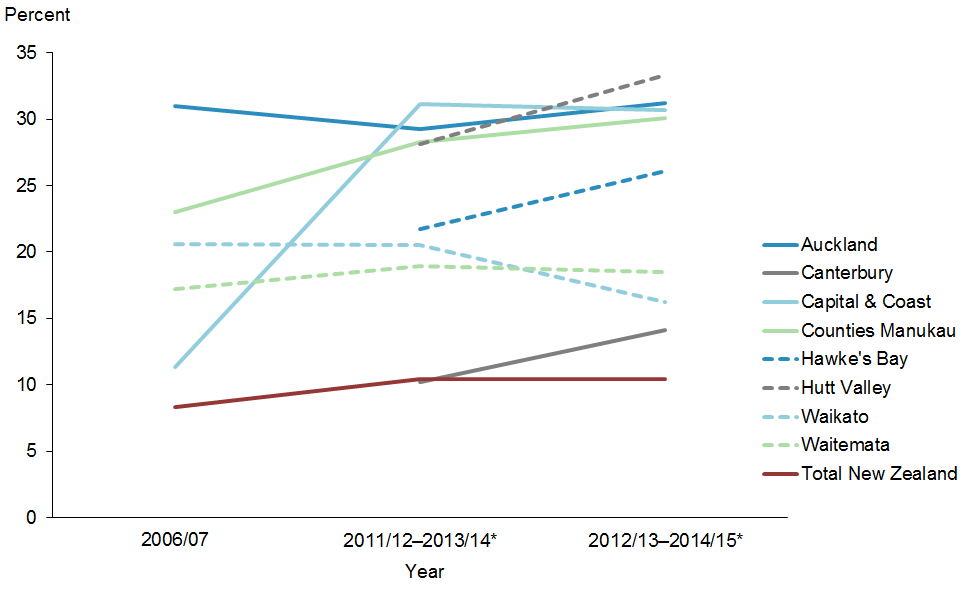 Percent
35
30
25
20
15
10
5
0
2006/07
2011/12–2013/14*
2012/13–2014/15*
Year
Auckland
Canterbury
Capital & Coast
Counties Manukau
Hawke's Bay
Hutt Valley
Waikato
Waitemata
Total New Zealand